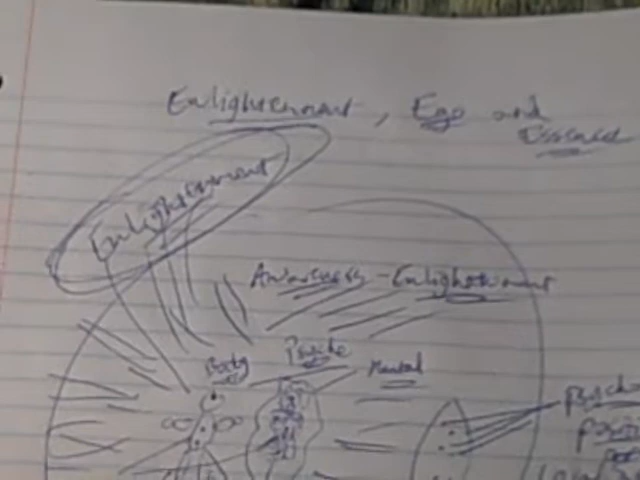 Enlightenment, Ego and
Essence
Enlightenment
Awareness - Enlightenment
Body Psyche Mental